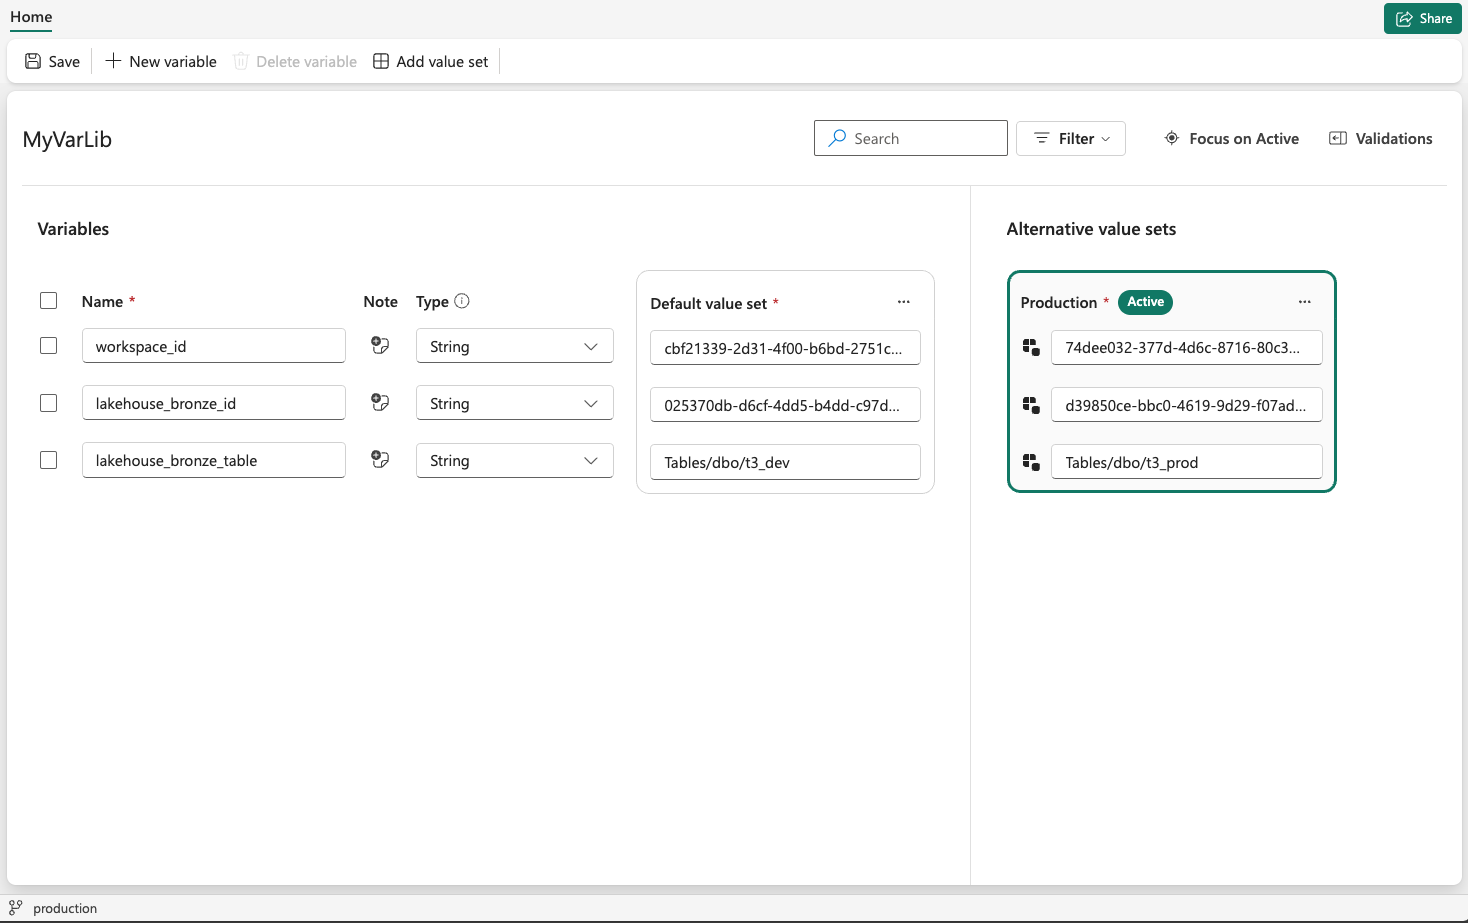 Home
Share
Save
New variable
Delete variable
Add value set
MyVarLib
Search
Filter
Focus on Active
Validations
Variables
Alternative value sets
Name *
Note
Type
Default value set *
Production * Active
workspace_id
String
cbf21339-2d31-4f00-b6bd-2751c...
74dee032-377d-4d6c-8716-80c3...
lakehouse_bronze_id
String
025370db-d6cf-4dd5-b4dd-c97d...
d39850ce-bbc0-4619-9d29-f07ad...
lakehouse_bronze_table
String
Tables/dbo/t3_dev
Tables/dbo/t3_prod
production